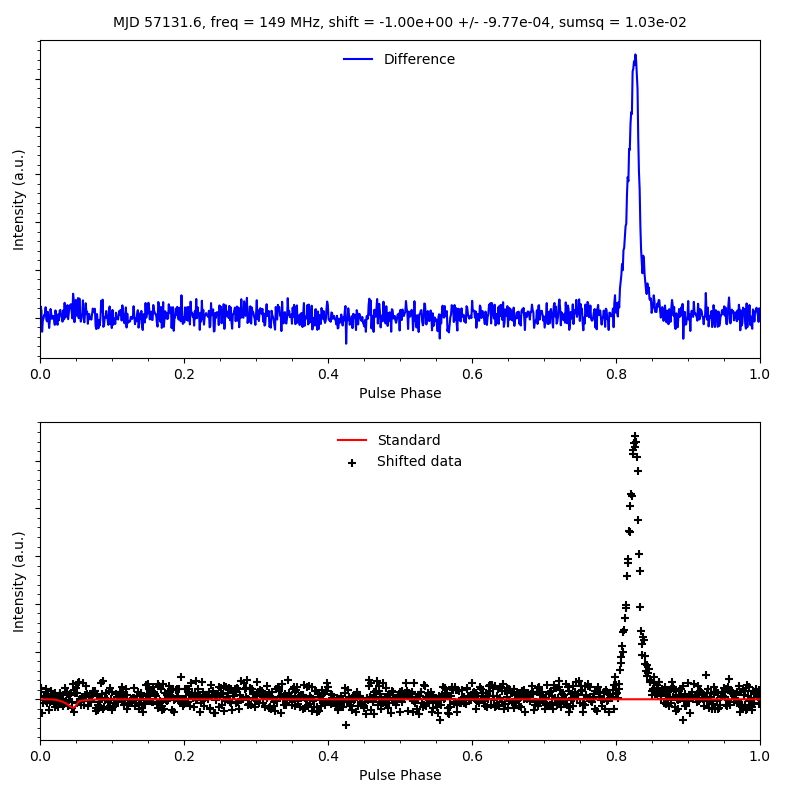 MJD 57131.6, freq = 149 MHz, shift = -1.00e+00 +/- -9.77e-04, sumsq = 1.03e-02
Difference
Intensity (a.u.)
0.0 0.2 0.4 0.6 0.8 1.0
Pulse Phase
Standard
Shifted data
Intensity (a.u.)
0.0 0.2 0.4 0.6 0.8 1.0
Pulse Phase